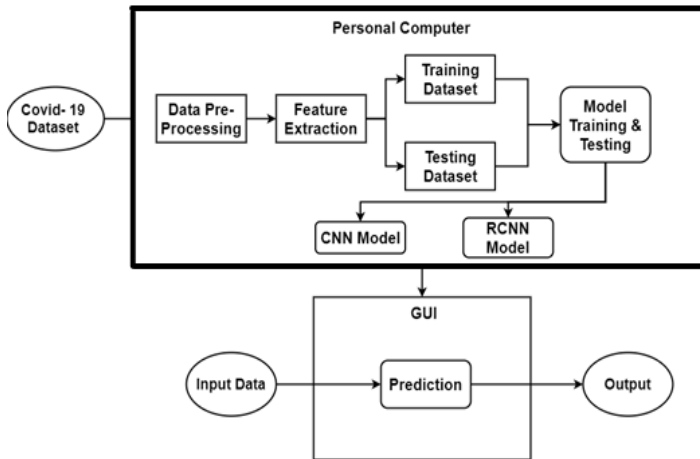 Personal Computer
Covid- 19
Dataset
Data Pre-
Processing
Feature
Extraction
Training
Dataset
Testing
Dataset
Model
Training &
Testing
CNN Model
RCNN
Model
GUI
Input Data
Prediction
Output